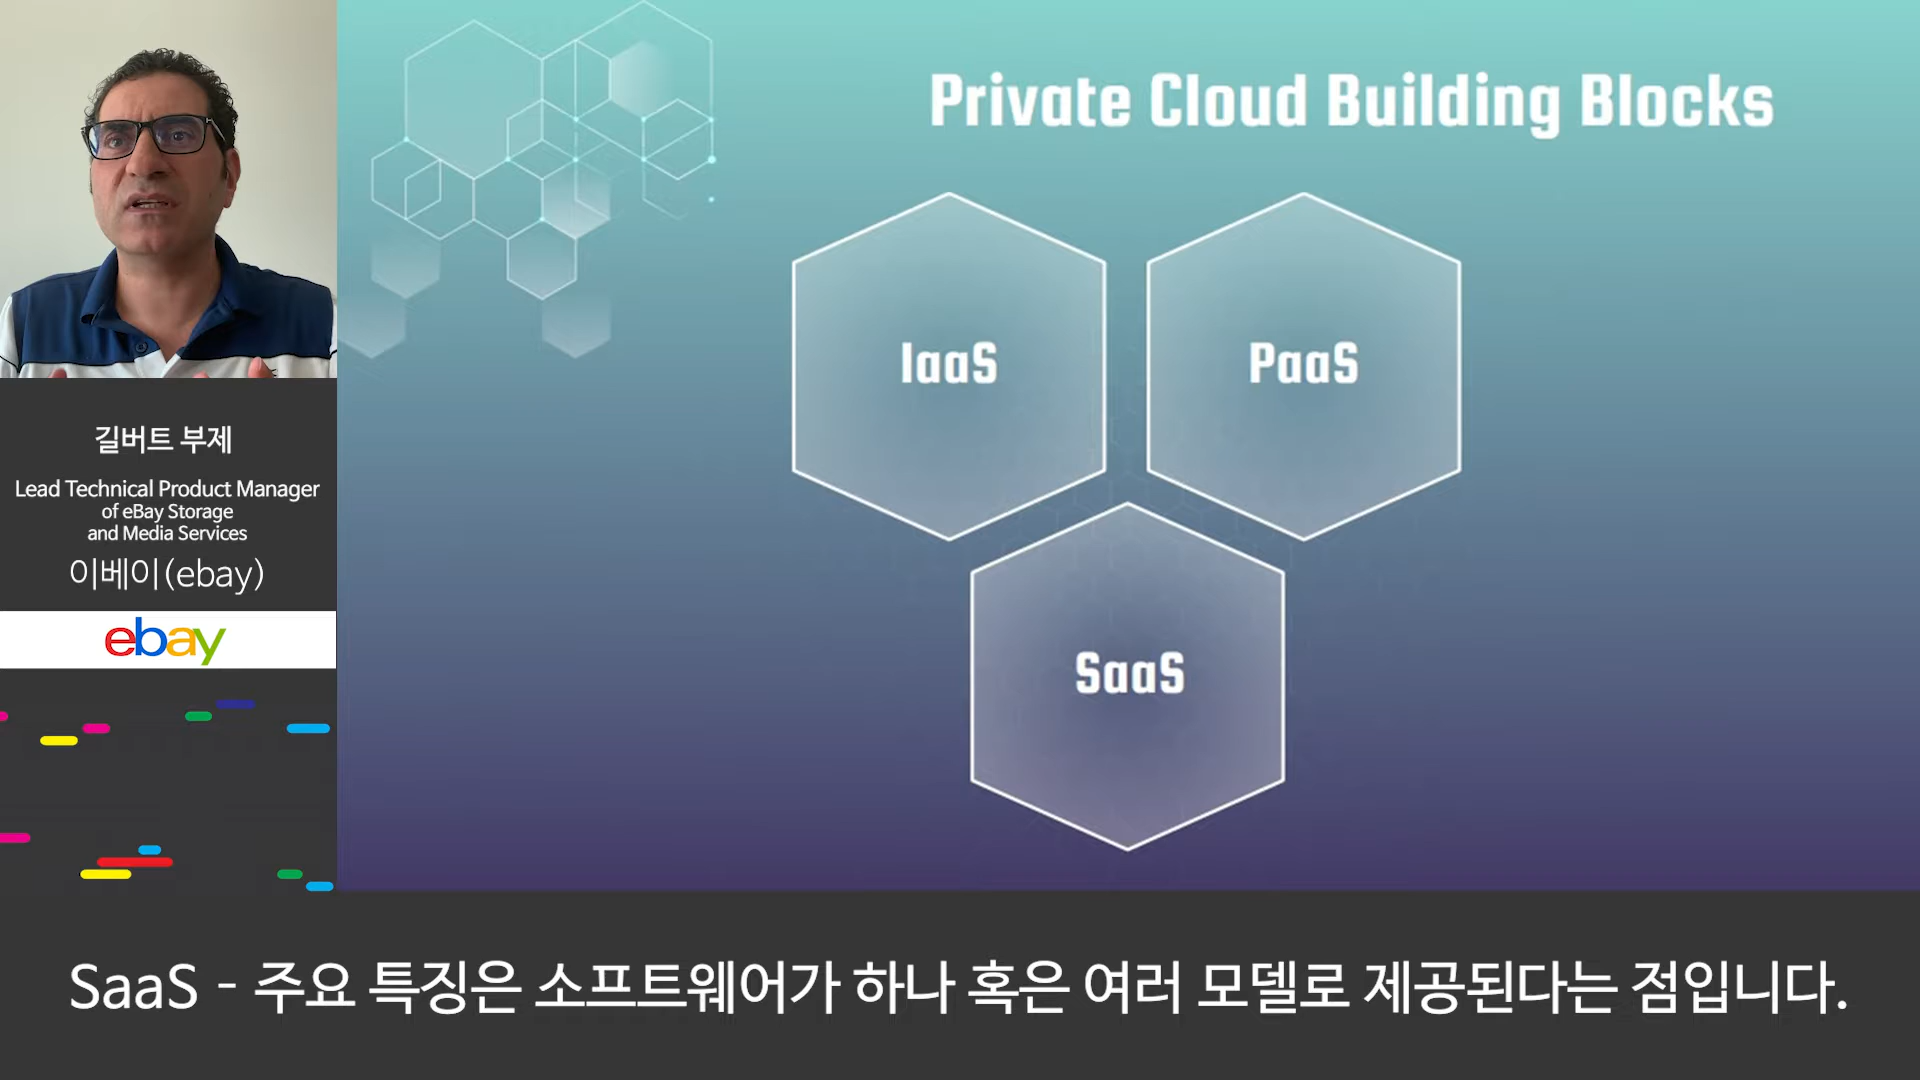 Private Cloud Building Blocks
IaaS
PaaS
SaaS
길버트 부제
Lead Technical Product Manager
of eBay Storage
and Media Services
이베이(ebay)
ebay
SaaS - 주요 특징은 소프트웨어가 하나 혹은 여러 모델로 제공된다는 점입니다.